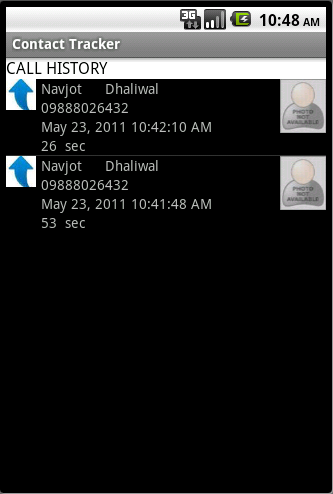 3G 10:48 AM
Contact Tracker
CALL HISTORY
Navjot Dhaliwal
09888026432
May 23, 2011 10:42:10 AM
26 sec
PHOTO
NOT
AVAILABLE
Navjot Dhaliwal
09888026432
May 23, 2011 10:41:48 AM
53 sec
PHOTO
NOT
AVAILABLE